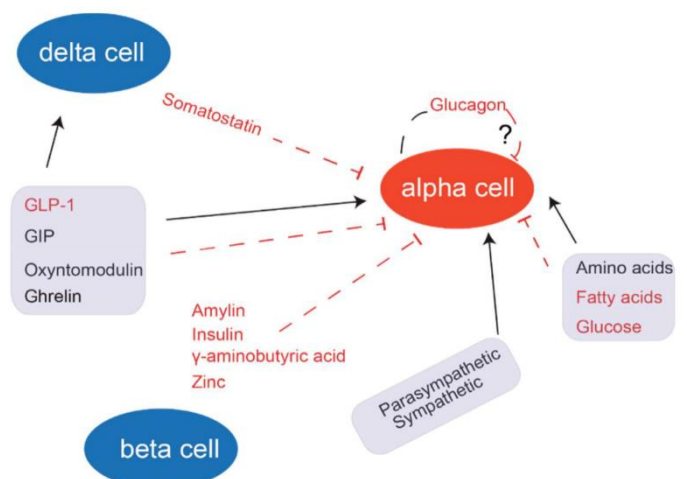 delta cell
Somatostatin
Glucagon
?
alpha cell
GLP-1
GIP
Oxyntomodulin
Ghrelin
Amino acids
Fatty acids
Glucose
Amylin
Insulin
γ-aminobutyric acid
Zinc
Parasympathetic
Sympathetic
beta cell